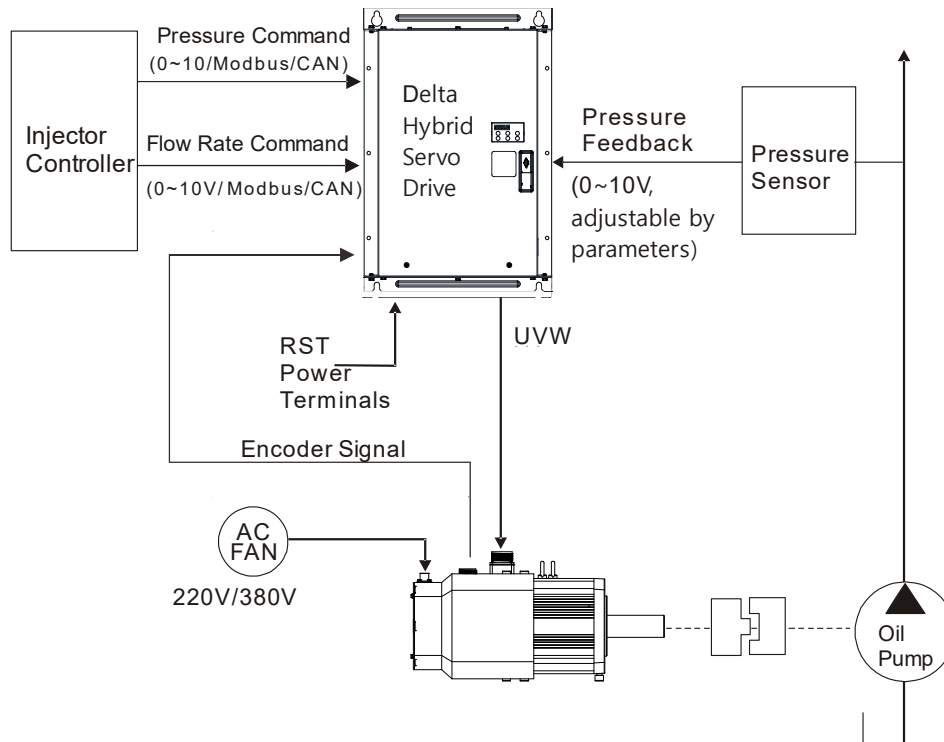 Pressure Command
(0~10/Modbus/CAN)
Injector
Controller
Flow Rate Command
(0~10V/Modbus/CAN)
Delta
Hybrid
Servo
Drive
Pressure
Feedback
(0~10V,
adjustable by
parameters)
Pressure
Sensor
RST
Power
Terminals
UVW
Encoder Signal
AC
FAN
220V/380V
Oil
Pump